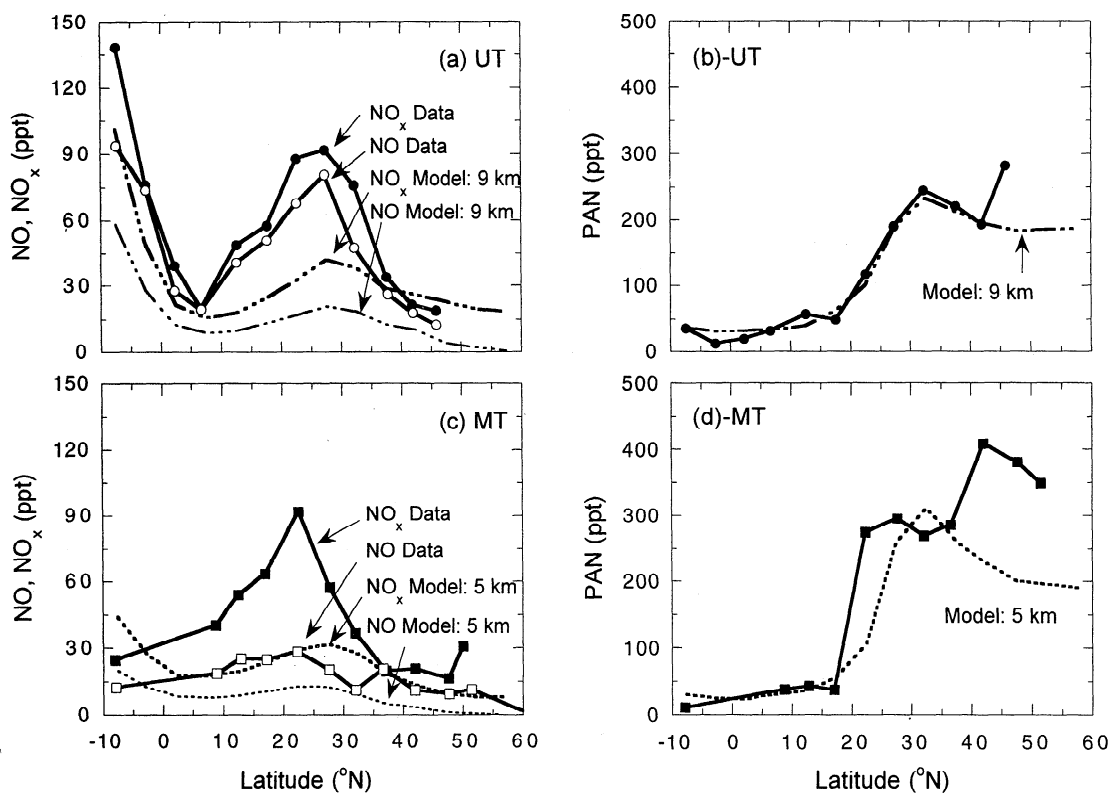 (a) UT
150
120
90
60
30
0
NO, NOx (ppt)
NOx Data
NO Data
NOx Model: 9 km
NO Model: 9 km
(b)-UT
500
400
300
200
100
0
PAN (ppt)
Model: 9 km
(c) MT
150
120
90
60
30
0
NO, NOx (ppt)
NOx Data
NO Data
NOx Model: 5 km
NO Model: 5 km
-10 0 10 20 30 40 50 60
Latitude (°N)
(d)-MT
500
400
300
200
100
0
PAN (ppt)
Model: 5 km
-10 0 10 20 30 40 50 60
Latitude (°N)